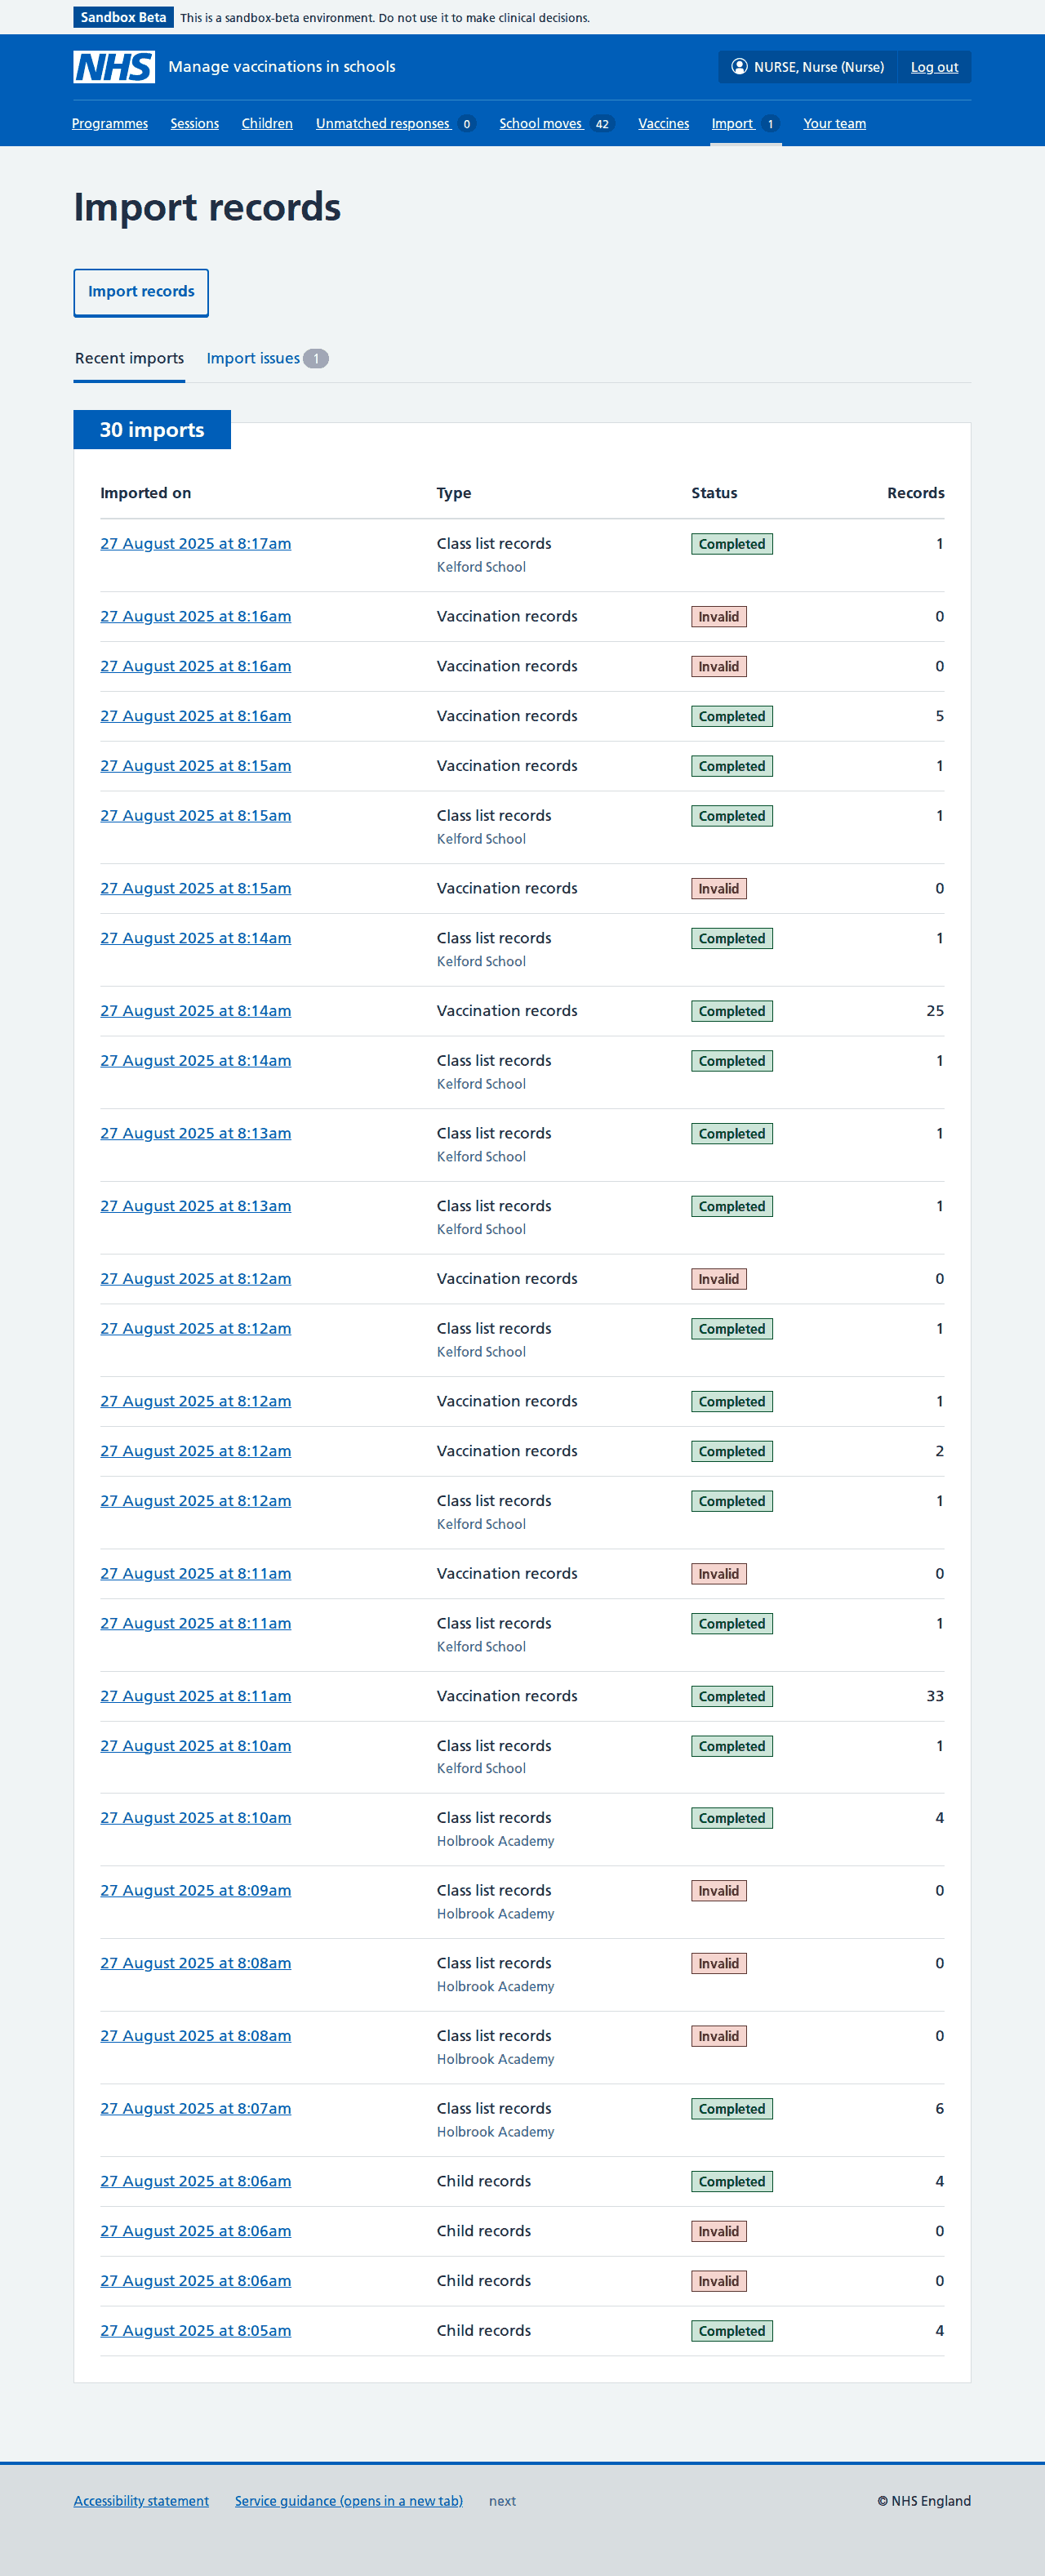 Sandbox Beta This is a sandbox-beta environment. Do not use it to make clinical decisions.
NHS Manage vaccinations in schools NURSE, Nurse (Nurse) Log out
Programmes Sessions Children Unmatched responses 0 School moves 42 Vaccines Import 1 Your team
Import records
Import records
Recent imports Import issues 1
30 imports
Imported on Type Status Records
27 August 2025 at 8:17am Class list records Completed 1
Kelford School
27 August 2025 at 8:16am Vaccination records Invalid 0
27 August 2025 at 8:16am Vaccination records Invalid 0
27 August 2025 at 8:16am Vaccination records Completed 5
27 August 2025 at 8:15am Vaccination records Completed 1
27 August 2025 at 8:15am Class list records Completed 1
Kelford School
27 August 2025 at 8:15am Vaccination records Invalid 0
27 August 2025 at 8:14am Class list records Completed 1
Kelford School
27 August 2025 at 8:14am Vaccination records Completed 25
27 August 2025 at 8:14am Class list records Completed 1
Kelford School
27 August 2025 at 8:13am Class list records Completed 1
Kelford School
27 August 2025 at 8:13am Class list records Completed 1
Kelford School
27 August 2025 at 8:12am Vaccination records Invalid 0
27 August 2025 at 8:12am Class list records Completed 1
Kelford School
27 August 2025 at 8:12am Vaccination records Completed 1
27 August 2025 at 8:12am Vaccination records Completed 2
27 August 2025 at 8:12am Class list records Completed 1
Kelford School
27 August 2025 at 8:11am Vaccination records Invalid 0
27 August 2025 at 8:11am Class list records Completed 1
Kelford School
27 August 2025 at 8:11am Vaccination records Completed 33
27 August 2025 at 8:10am Class list records Completed 1
Kelford School
27 August 2025 at 8:10am Class list records Completed 4
Holbrook Academy
27 August 2025 at 8:09am Class list records Invalid 0
Holbrook Academy
27 August 2025 at 8:08am Class list records Invalid 0
Holbrook Academy
27 August 2025 at 8:08am Class list records Invalid 0
Holbrook Academy
27 August 2025 at 8:07am Class list records Completed 6
Holbrook Academy
27 August 2025 at 8:06am Child records Completed 4
27 August 2025 at 8:06am Child records Invalid 0
27 August 2025 at 8:06am Child records Invalid 0
27 August 2025 at 8:05am Child records Completed 4
Accessibility statement Service guidance (opens in a new tab) next © NHS England